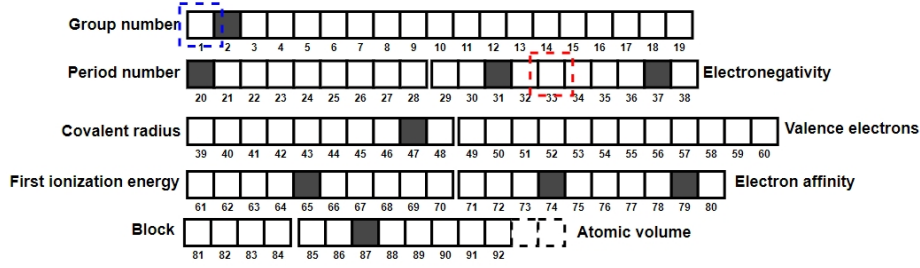 Group number
1 2 3 4 5 6 7 8 9 10 11 12 13 14 15 16 17 18 19
Period number Electronegativity
20 21 22 23 24 25 26 27 28 29 30 31 32 33 34 35 36 37 38
Covalent radius Valence electrons
39 40 41 42 43 44 45 46 47 48 49 50 51 52 53 54 55 56 57 58 59 60
First ionization energy Electron affinity
61 62 63 64 65 66 67 68 69 70 71 72 73 74 75 76 77 78 79 80
Block Atomic volume
81 82 83 84 85 86 87 88 89 90 91 92